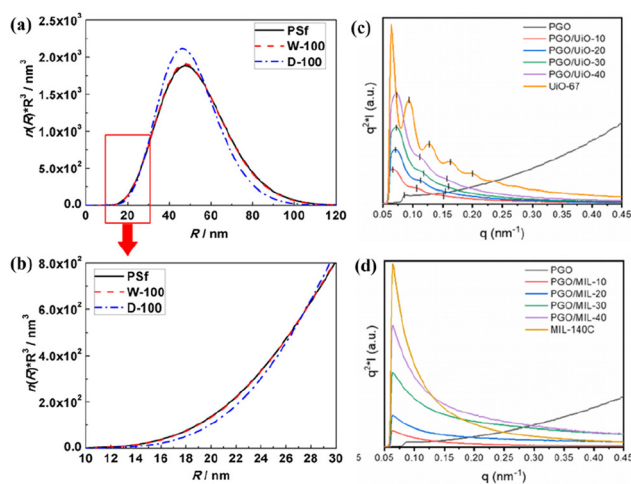 (a)
2.5x10³
2.0x10³
1.5x10³
1.0x10³
5.0x10²
0.0
n(R)*R³ / nm³
PSf
W-100
D-100
0 20 40 60 80 100 120
R / nm
(b)
8.0x10²
6.0x10²
4.0x10²
2.0x10²
0.0
n(R)*R³ / nm³
PSf
W-100
D-100
10 12 14 16 18 20 22 24 26 28 30
R / nm
(c)
q²*I (a.u.)
PGO
PGO/UiO-10
PGO/UiO-20
PGO/UiO-30
PGO/UiO-40
UiO-67
0.05 0.10 0.15 0.20 0.25 0.30 0.35 0.40 0.45
q (nm⁻¹)
(d)
q²*I (a.u.)
PGO
PGO/MIL-10
PGO/MIL-20
PGO/MIL-30
PGO/MIL-40
MIL-140C
5
0.05 0.10 0.15 0.20 0.25 0.30 0.35 0.40 0.45
q (nm⁻¹)